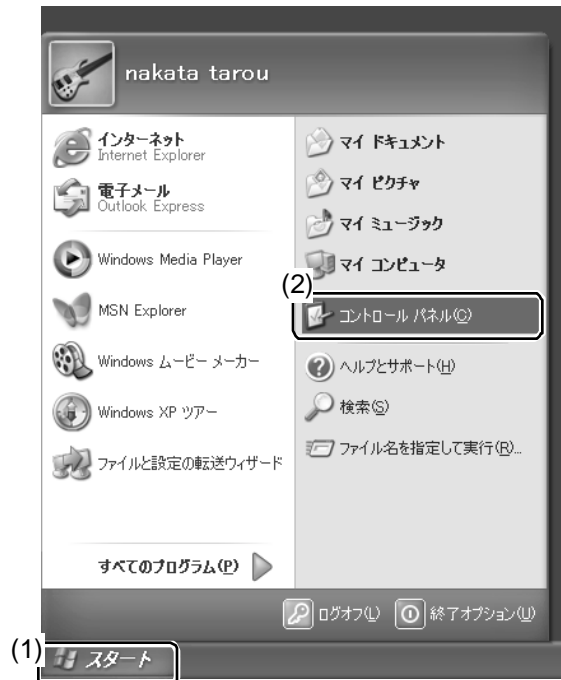 nakata tarou
インターネット
Internet Explorer
電子メール
Outlook Express
Windows Media Player
MSN Explorer
Windows ムービー メーカー
Windows XP ツアー
ファイルと設定の転送ウィザード
すべてのプログラム(P)
マイ ドキュメント
マイ ピクチャ
マイ ミュージック
マイ コンピュータ
(2)
コントロール パネル(C)
ヘルプとサポート(H)
検索(S)
ファイル名を指定して実行(R)...
ログオフ(L)
終了オプション(U)
(1)
スタート